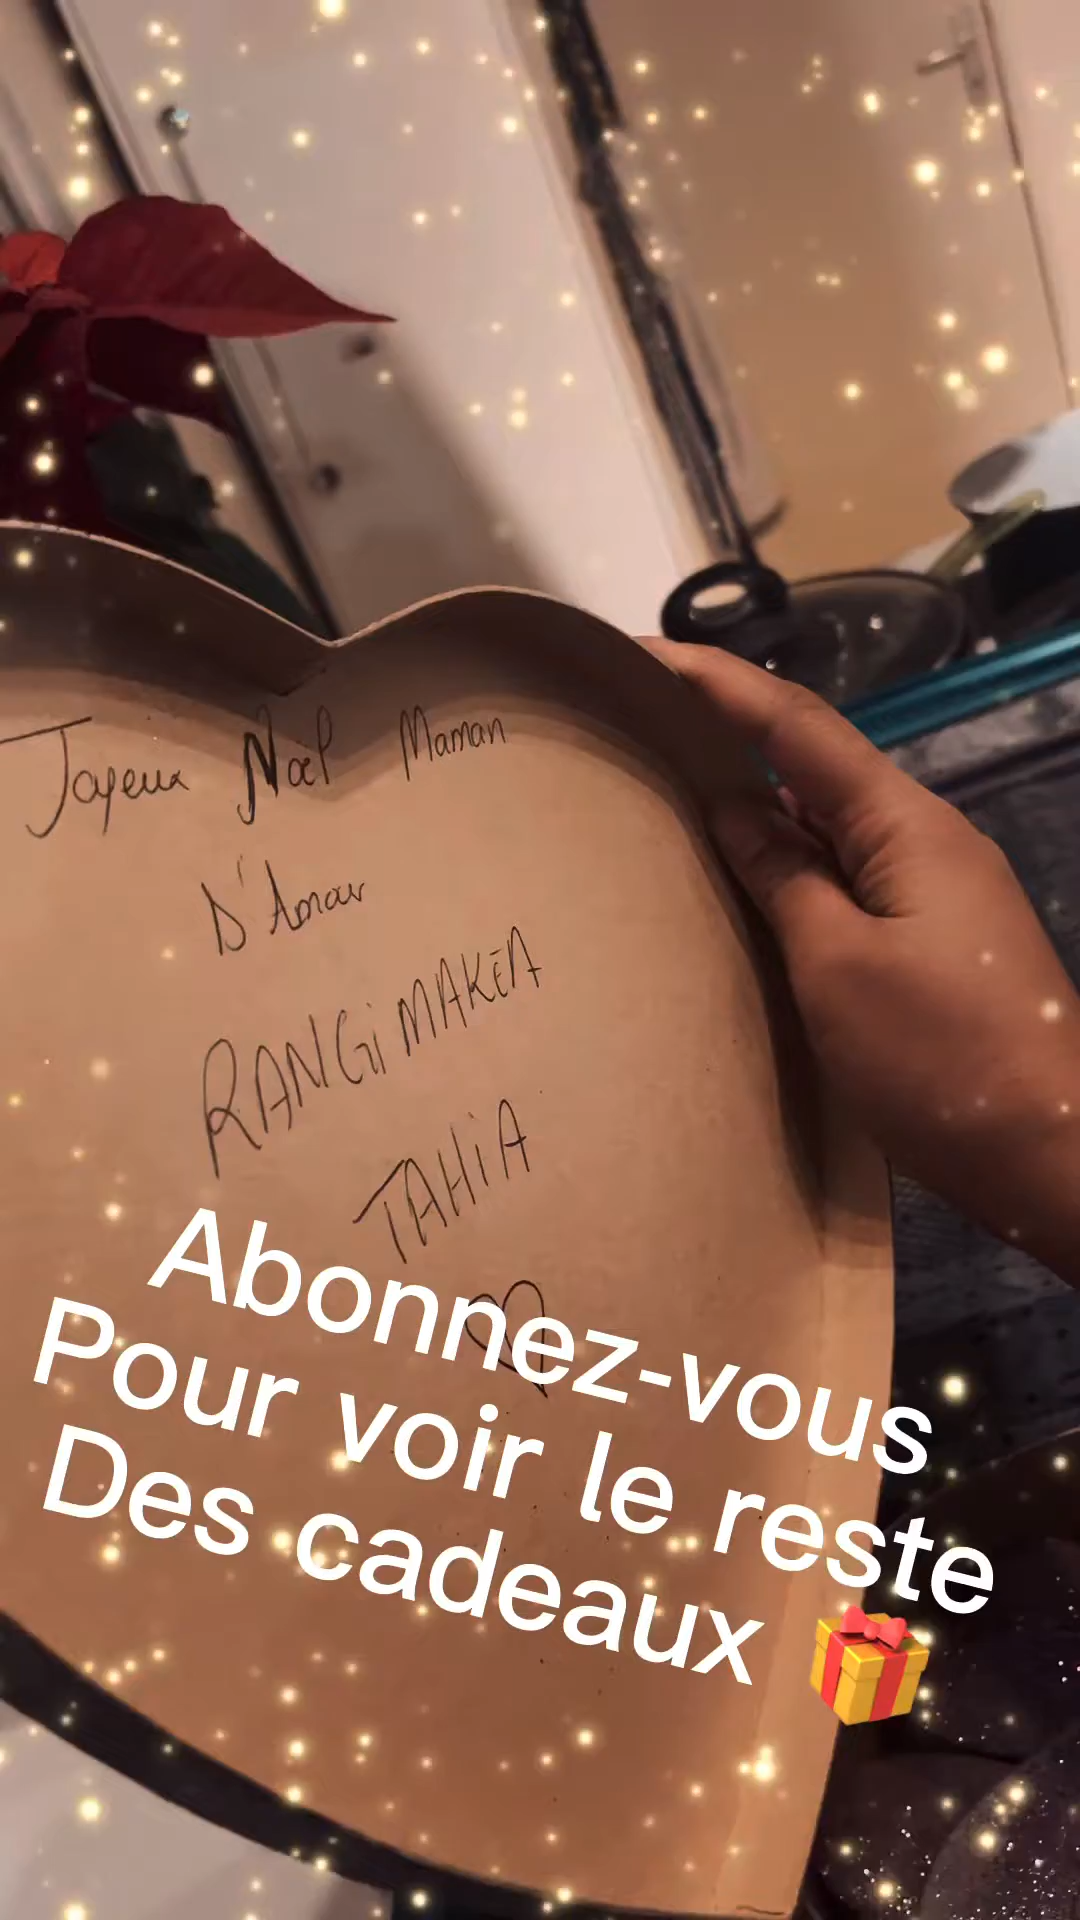 Joyeux Noël Maman
D'Amour
RANGiMAKEA
TAHiA
Abonnez-vous
Pour voir le reste
Des cadeaux 🎁